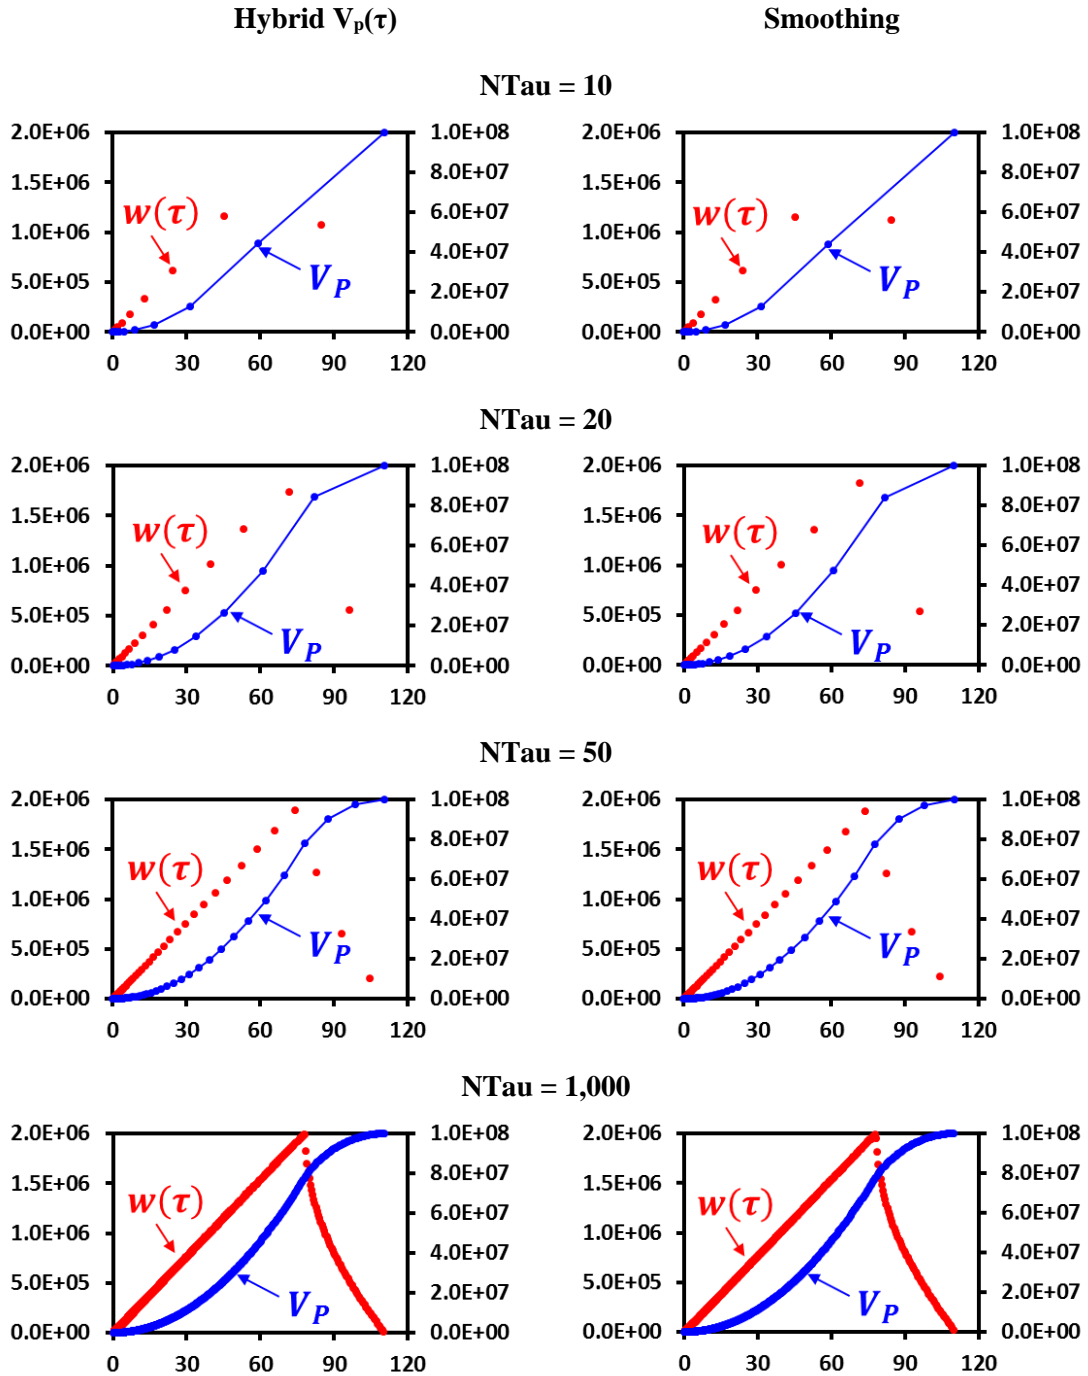 Hybrid Vₚ(τ) Smoothing
NTau = 10
2.0E+06 1.0E+08 2.0E+06 1.0E+08
8.0E+07 8.0E+07
1.5E+06 1.5E+06
w(τ) 6.0E+07 w(τ) 6.0E+07
1.0E+06 1.0E+06
4.0E+07 4.0E+07
5.0E+05 V_P 5.0E+05 V_P
2.0E+07 2.0E+07
0.0E+00 0.0E+00 0.0E+00 0.0E+00
0 30 60 90 120 0 30 60 90 120
NTau = 20
2.0E+06 1.0E+08 2.0E+06 1.0E+08
8.0E+07 8.0E+07
1.5E+06 1.5E+06
w(τ) 6.0E+07 w(τ) 6.0E+07
1.0E+06 1.0E+06
4.0E+07 4.0E+07
5.0E+05 5.0E+05
V_P 2.0E+07 V_P 2.0E+07
0.0E+00 0.0E+00 0.0E+00 0.0E+00
0 30 60 90 120 0 30 60 90 120
NTau = 50
2.0E+06 1.0E+08 2.0E+06 1.0E+08
8.0E+07 8.0E+07
1.5E+06 1.5E+06
w(τ) 6.0E+07 w(τ) 6.0E+07
1.0E+06 1.0E+06
4.0E+07 4.0E+07
5.0E+05 V_P 5.0E+05 V_P
2.0E+07 2.0E+07
0.0E+00 0.0E+00 0.0E+00 0.0E+00
0 30 60 90 120 0 30 60 90 120
NTau = 1,000
2.0E+06 1.0E+08 2.0E+06 1.0E+08
8.0E+07 8.0E+07
1.5E+06 1.5E+06
w(τ) 6.0E+07 w(τ) 6.0E+07
1.0E+06 1.0E+06
4.0E+07 4.0E+07
5.0E+05 5.0E+05
V_P 2.0E+07 V_P 2.0E+07
0.0E+00 0.0E+00 0.0E+00 0.0E+00
0 30 60 90 120 0 30 60 90 120